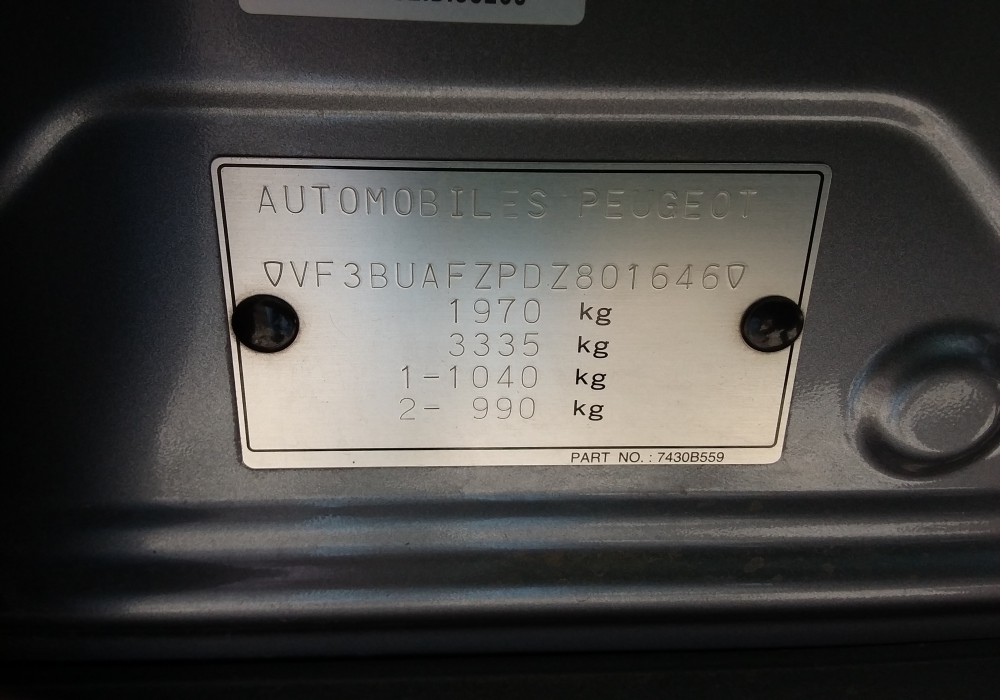 AUTOMOBILES PEUGEOT
▽VF3BUAFZPDZ801646▽
1970 kg
3335 kg
1-1040 kg
2- 990 kg
PART NO. : 7430B559